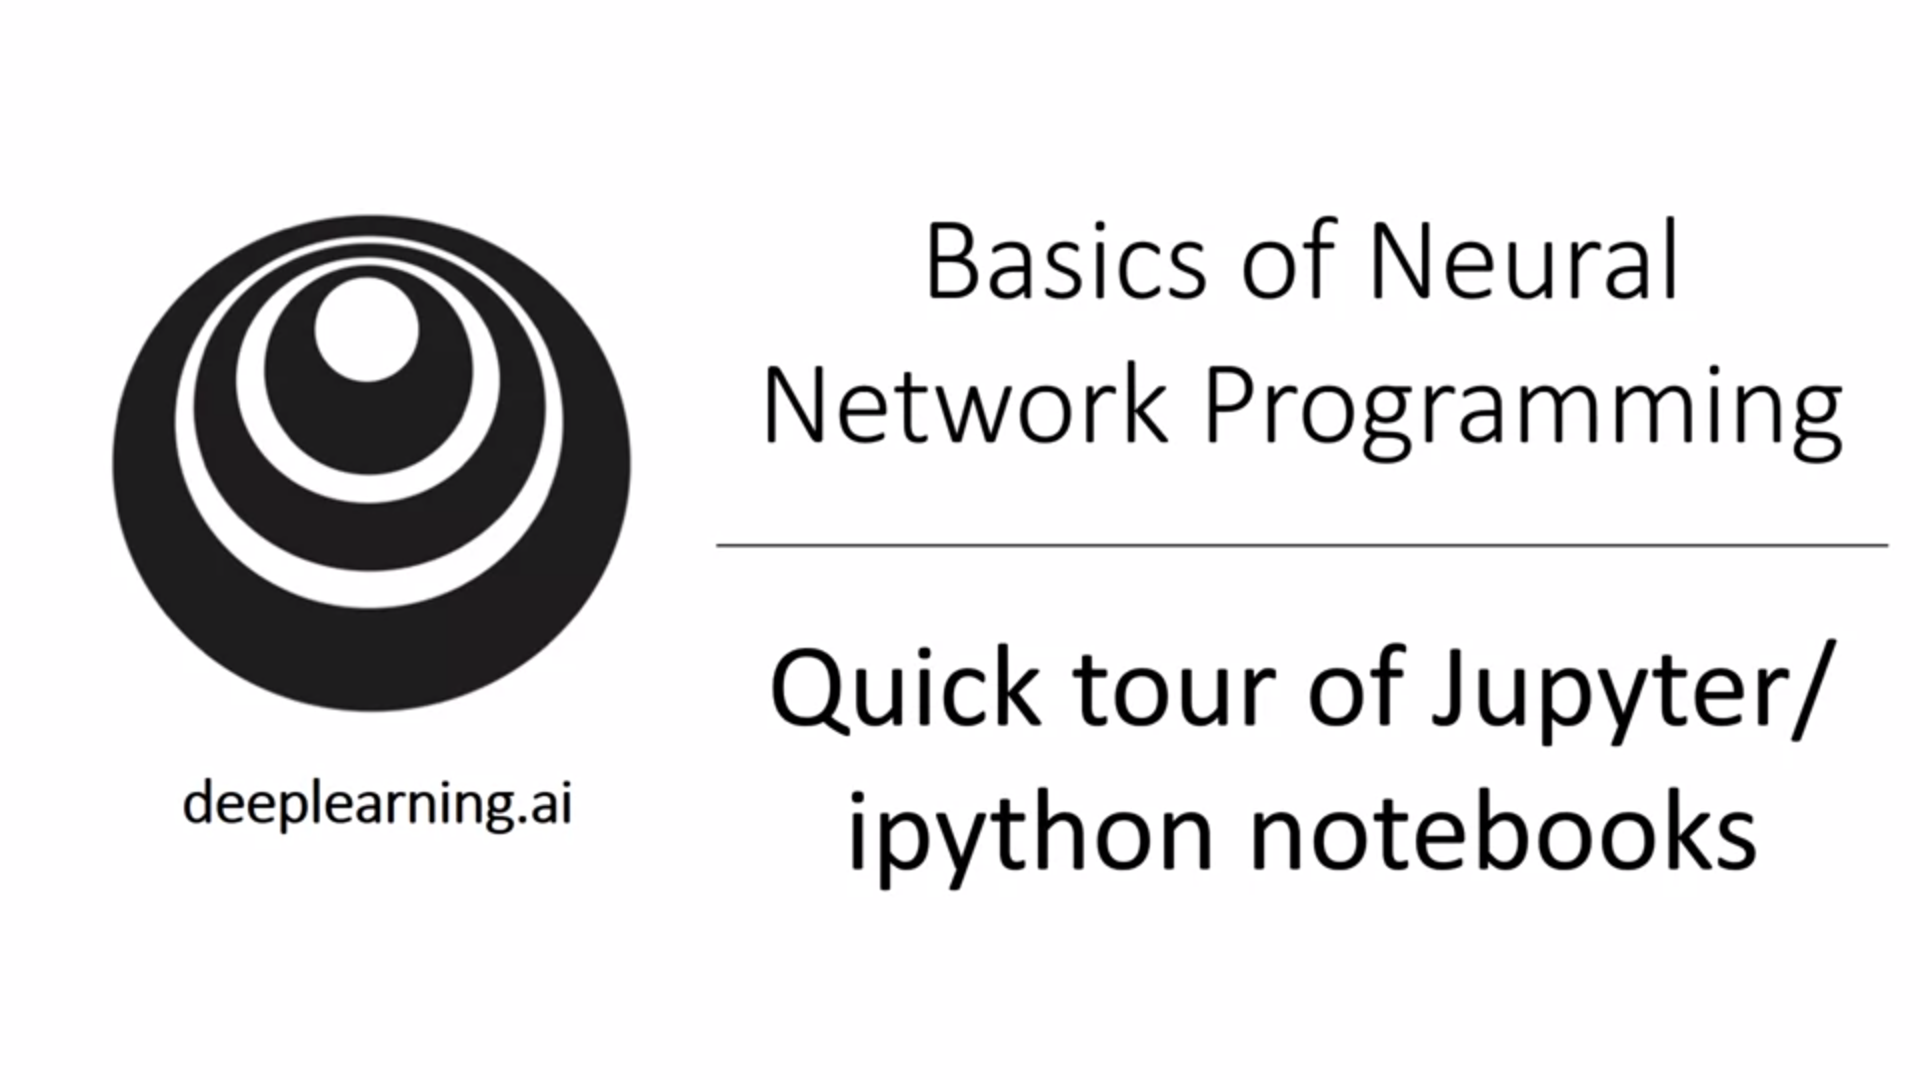 Basics of Neural
Network Programming
Quick tour of Jupyter/
ipython notebooks
deeplearning.ai